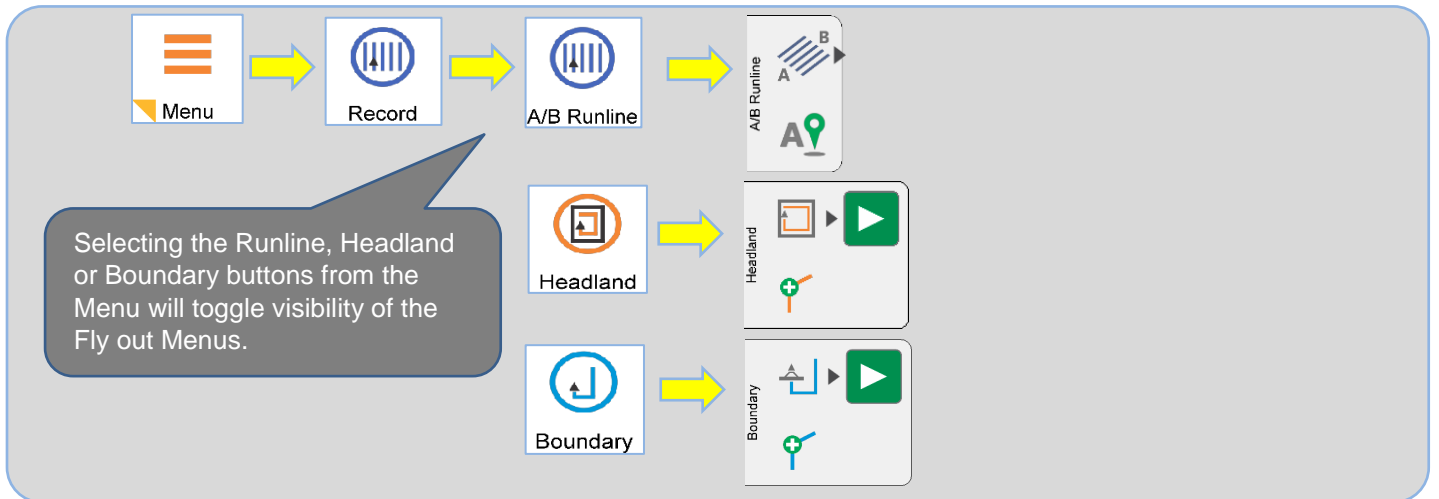 Menu
Record
A/B Runline
A/B Runline
A
B
A
Selecting the Runline, Headland
or Boundary buttons from the
Menu will toggle visibility of the
Fly out Menus.
Headland
Headland
Boundary
Boundary